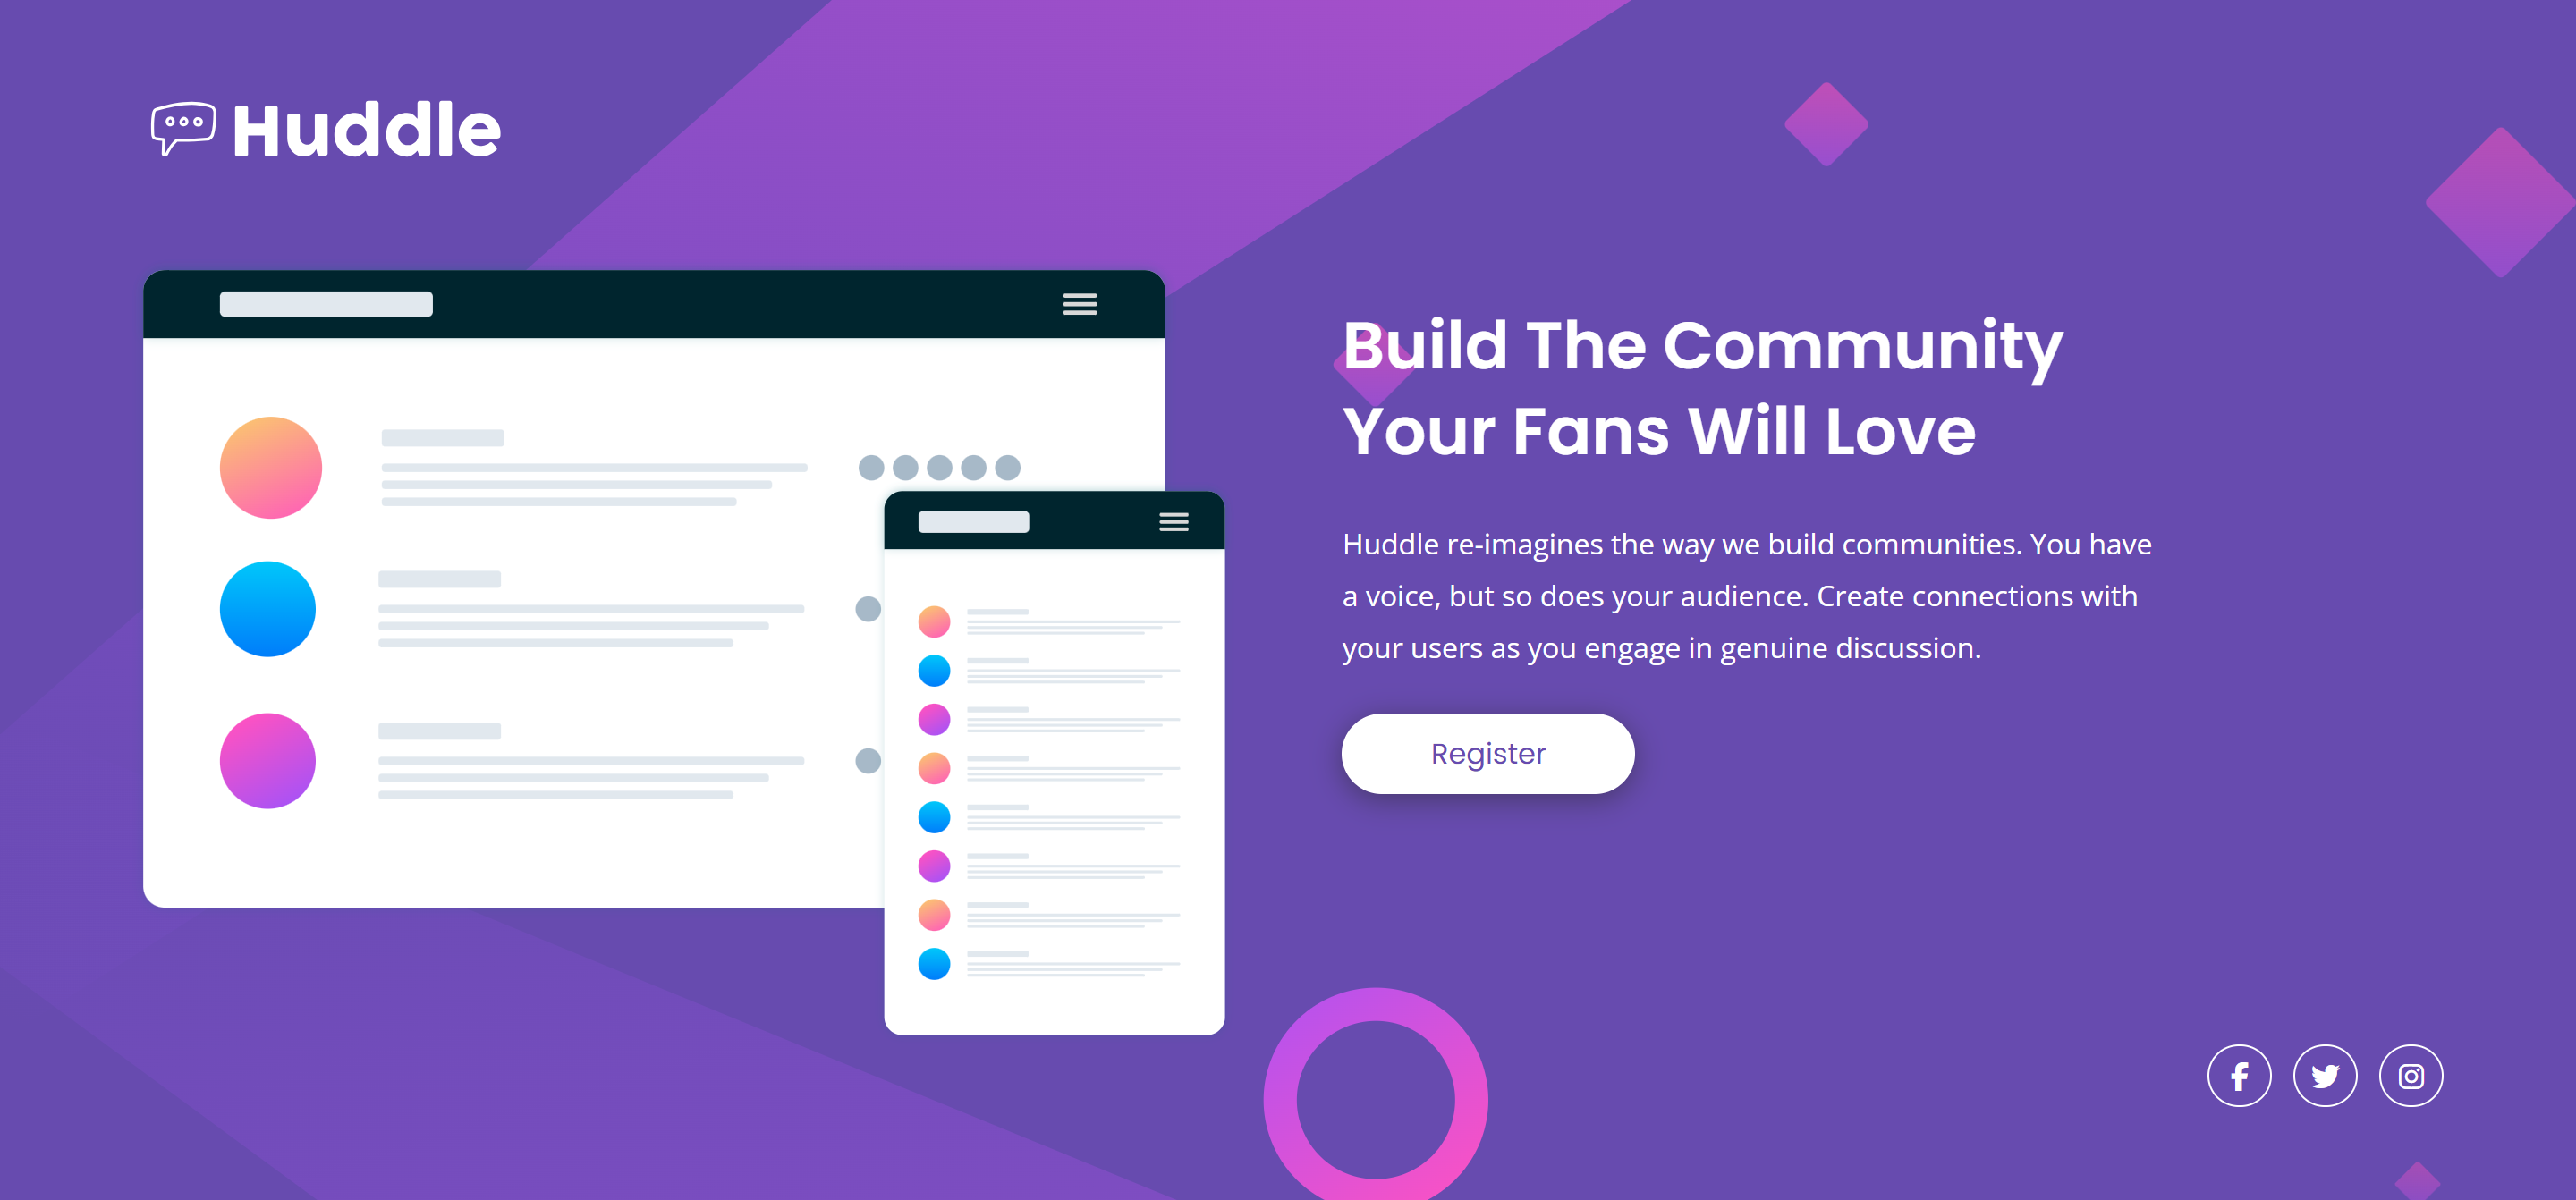 Huddle
Build The Community
Your Fans Will Love
Huddle re-imagines the way we build communities. You have
a voice, but so does your audience. Create connections with
your users as you engage in genuine discussion.
Register